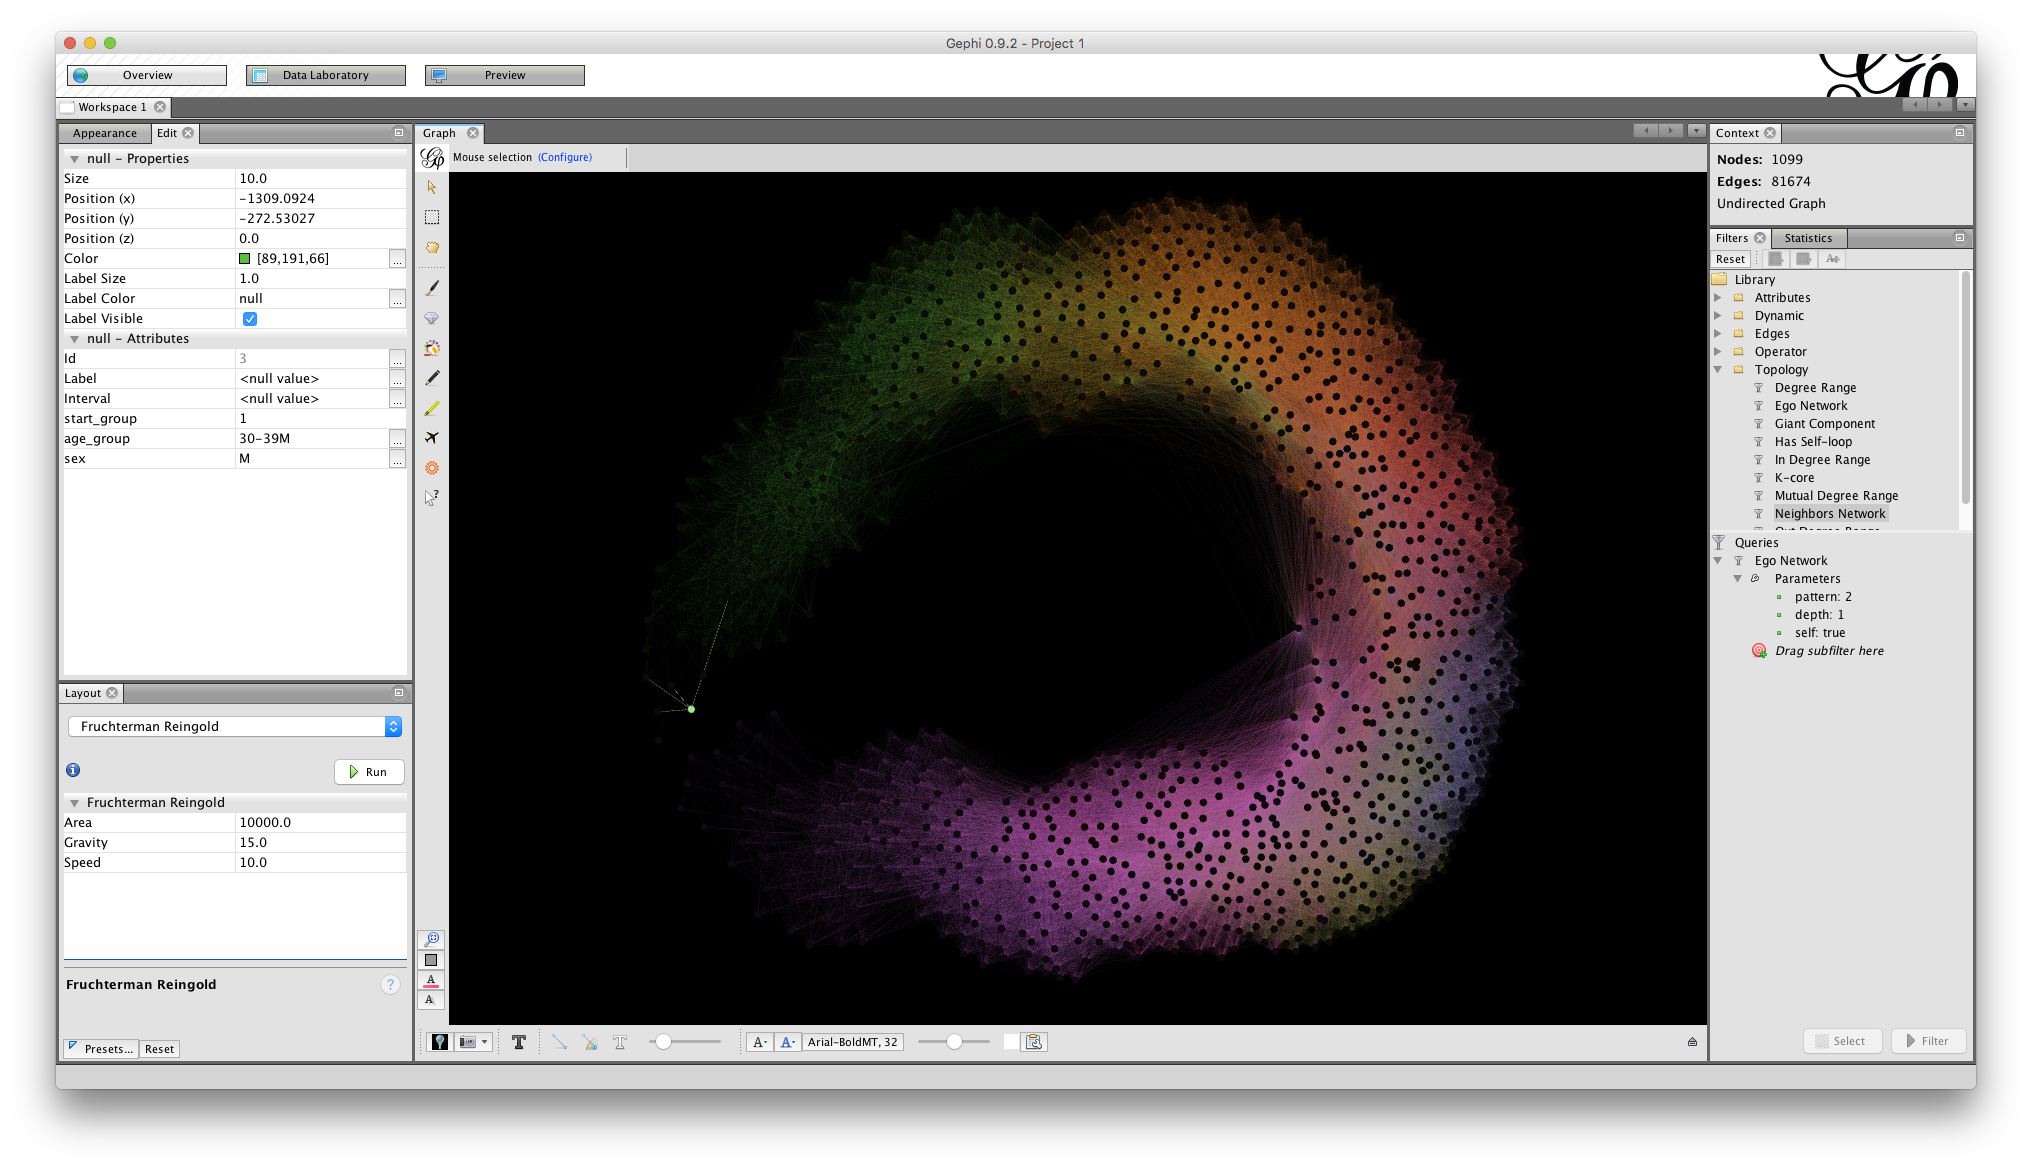 Gephi 0.9.2 - Project 1
Overview
Data Laboratory
Preview
Workspace 1
Appearance
Edit
null - Properties
Size 10.0
Position (x) -1309.0924
Position (y) -272.53027
Position (z) 0.0
Color [89,191,66] ...
Label Size 1.0
Label Color null ...
Label Visible
null - Attributes
Id 3 ...
Label <null value> ...
Interval <null value> ...
start_group 1
age_group 30-39M ...
sex M ...
Layout
Fruchterman Reingold
Run
Fruchterman Reingold
Area 10000.0
Gravity 15.0
Speed 10.0
Fruchterman Reingold
?
Presets...
Reset
Graph
Mouse selection (Configure)
Arial-BoldMT, 32
Context
Nodes: 1099
Edges: 81674
Undirected Graph
Filters
Statistics
Reset
Library
Attributes
Dynamic
Edges
Operator
Topology
Degree Range
Ego Network
Giant Component
Has Self-loop
In Degree Range
K-core
Mutual Degree Range
Neighbors Network
Out Degree Range
Queries
Ego Network
Parameters
pattern: 2
depth: 1
self: true
Drag subfilter here
Select
Filter